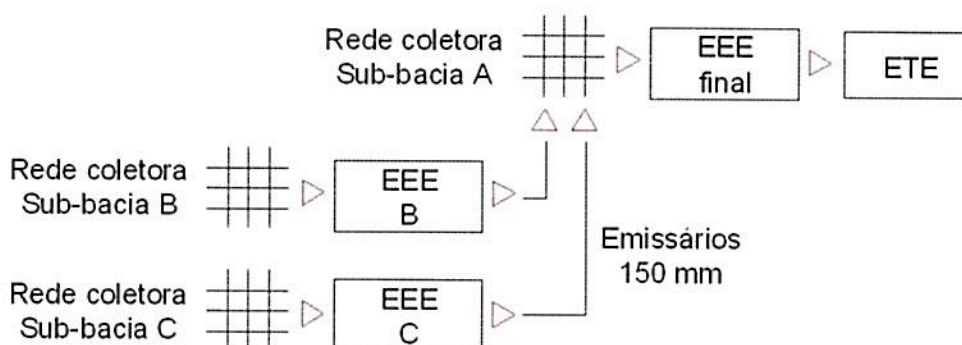 Rede coletora
Sub-bacia A
EEE
final
ETE
Rede coletora
Sub-bacia B
EEE
B
Emissários
150 mm
Rede coletora
Sub-bacia C
EEE
C